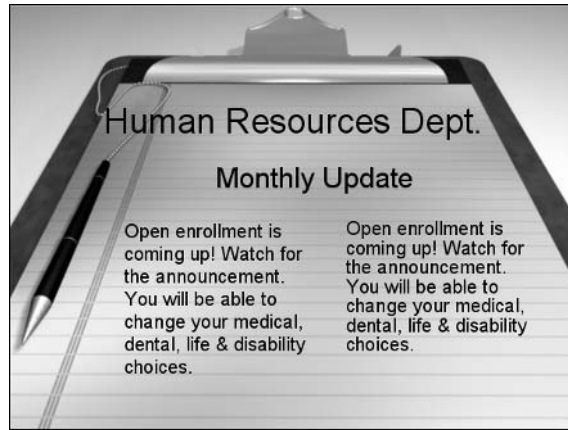 Human Resources Dept.
Monthly Update
Open enrollment is
coming up! Watch for
the announcement.
You will be able to
change your medical,
dental, life & disability
choices.
Open enrollment is
coming up! Watch for
the announcement.
You will be able to
change your medical,
dental, life & disability
choices.